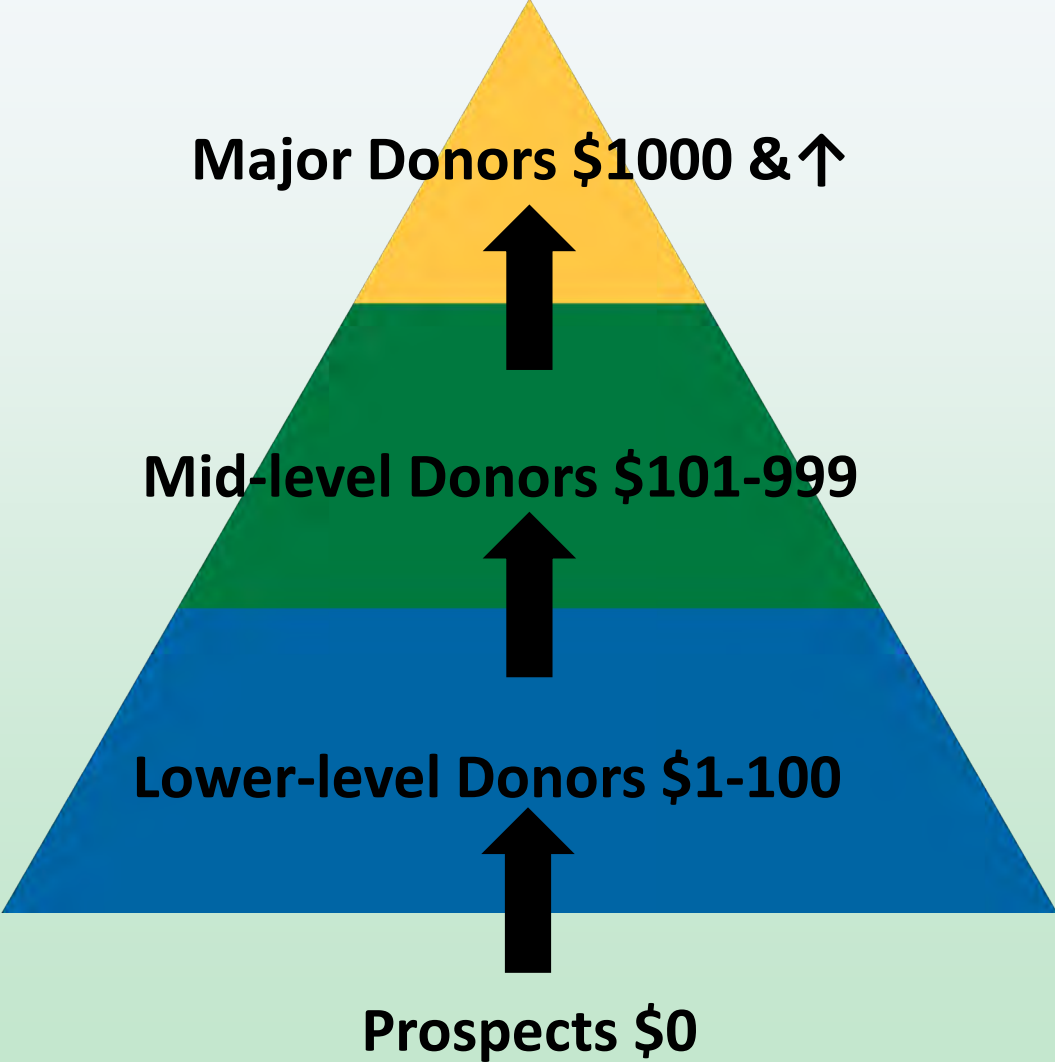 Major Donors $1000 &↑
Mid-level Donors $101-999
Lower-level Donors $1-100
Prospects $0